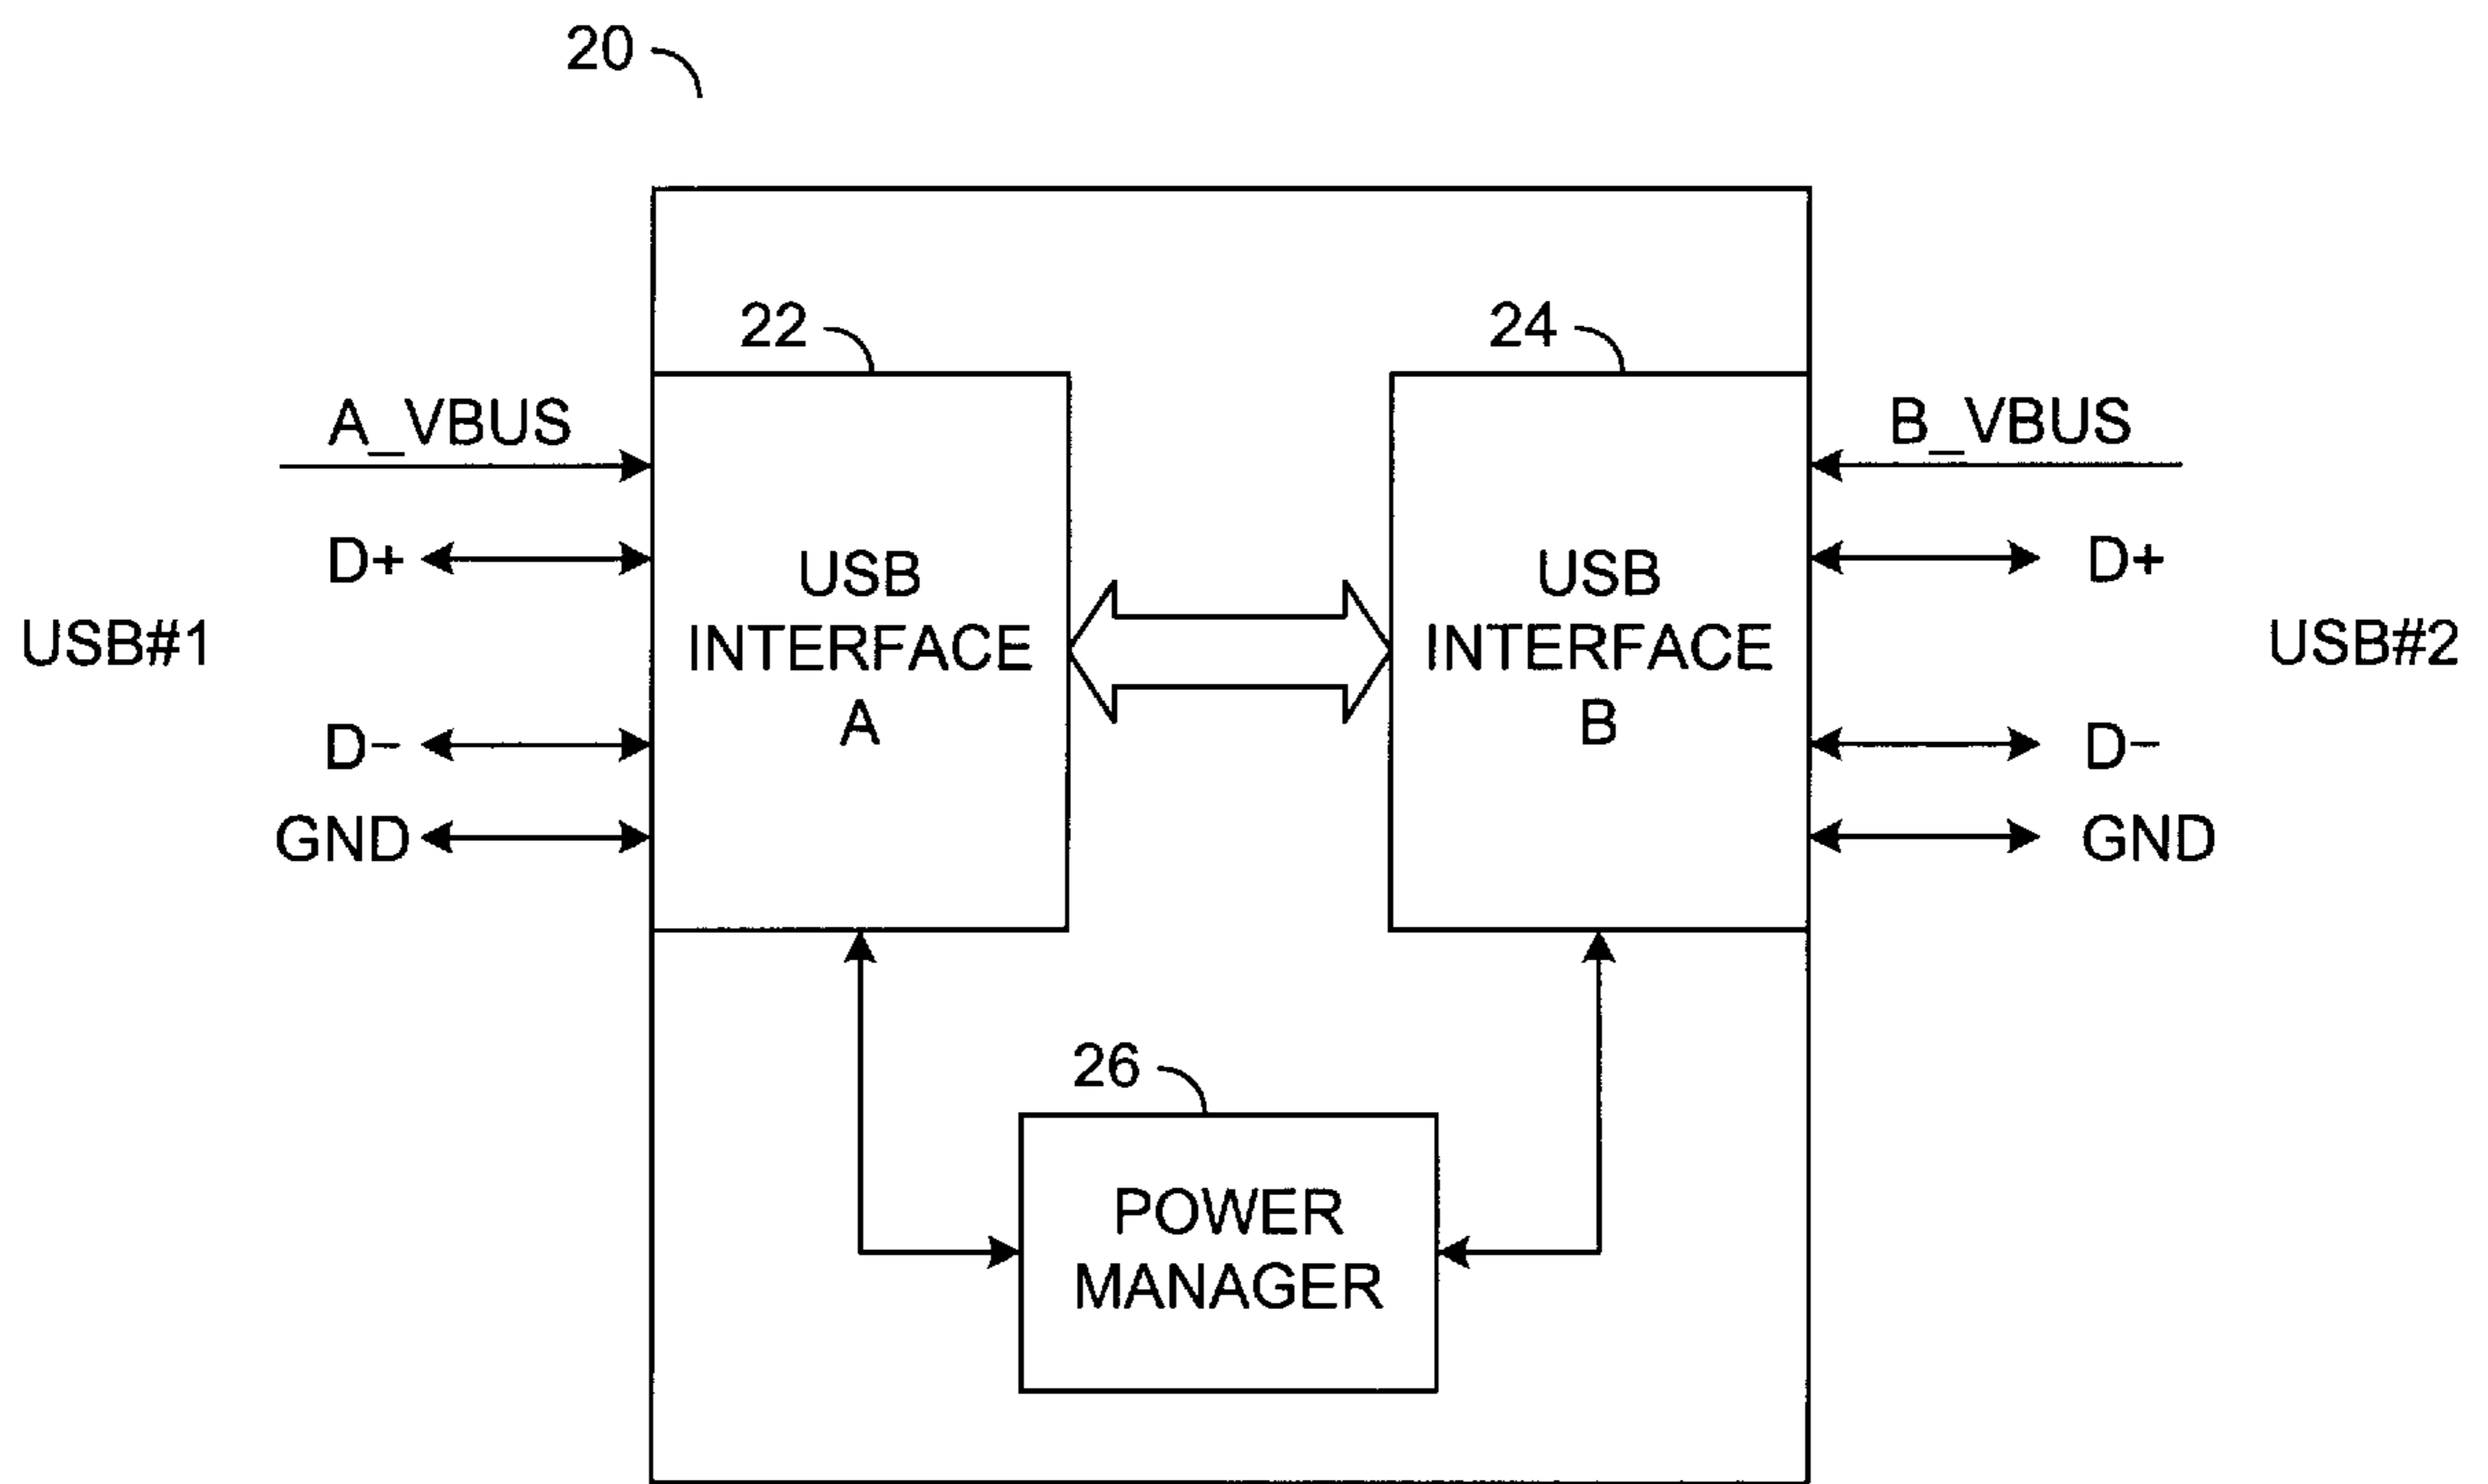 20
22
24
A_VBUS
B_VBUS
D+
USB
INTERFACE
A
USB
INTERFACE
B
D+
USB#1
USB#2
D−
D−
GND
GND
26
POWER
MANAGER